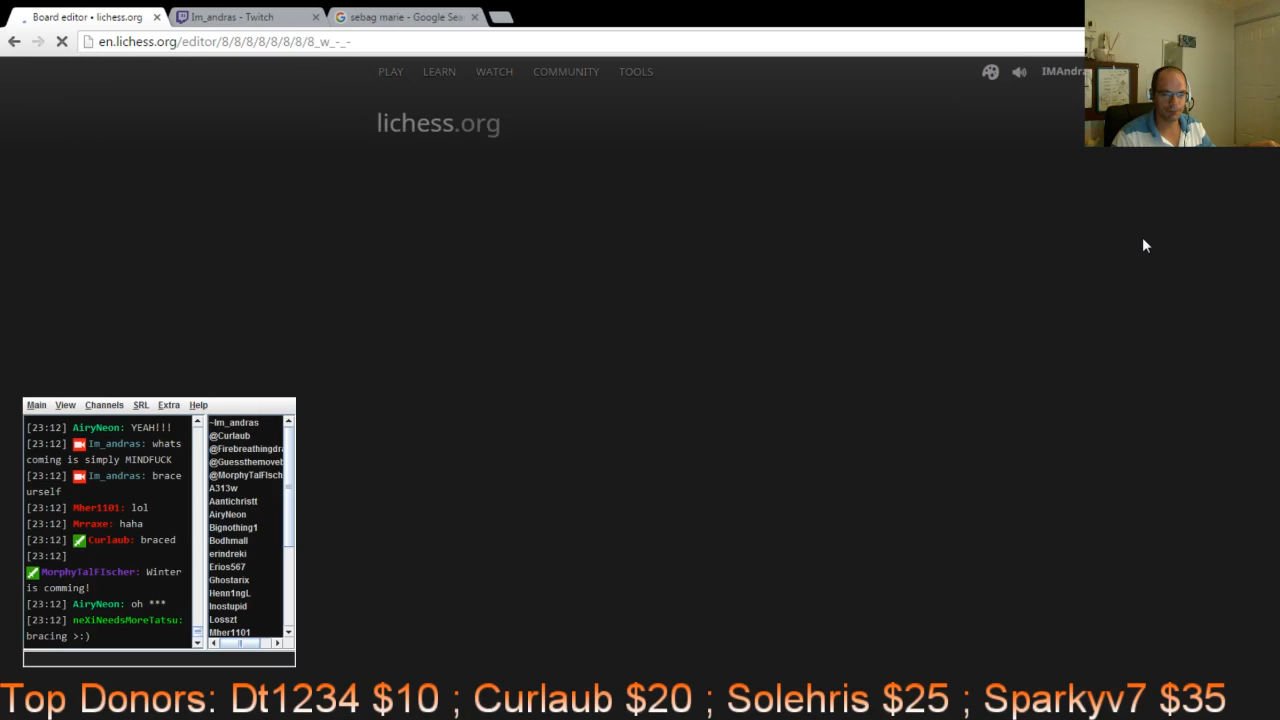 Board editor • lichess.org
Im_andras - Twitch
sebag marie - Google Sea
en.lichess.org/editor/8/8/8/8/8/8/8/8_w_-_-
PLAY LEARN WATCH COMMUNITY TOOLS
IMAndra
lichess.org
Main View Channels SRL Extra Help
[23:12] AiryNeon: YEAH!!!
[23:12] Im_andras: whats
coming is simply MINDFUCK
[23:12] Im_andras: brace
urself
[23:12] Mher1101: lol
[23:12] Mrraxe: haha
[23:12] Curlaub: braced
[23:12]
MorphyTalFIscher: Winter
is comming!
[23:12] AiryNeon: oh ***
[23:12] neXiNeedsMoreTatsu:
bracing >:)
~Im_andras
@Curlaub
@Firebreathingdra
@Guessthemoveb
@MorphyTalFIsch
A313w
Aantichristt
AiryNeon
Bignothing1
Bodhmall
erindreki
Erios567
Ghostarix
Henn1ngL
Inostupid
Losszt
Mher1101
Top Donors: Dt1234 $10 ; Curlaub $20 ; Solehris $25 ; Sparkyv7 $35